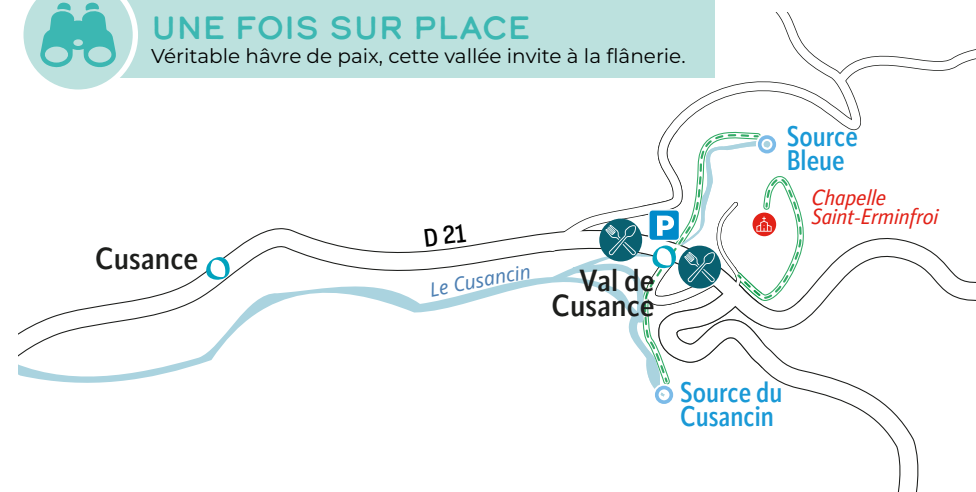 UNE FOIS SUR PLACE
Véritable hâvre de paix, cette vallée invite à la flânerie.
Source
Bleue
Chapelle
Saint-Erminfroi
P
D 21
Cusance
Le Cusancin
Val de
Cusance
Source du
Cusancin